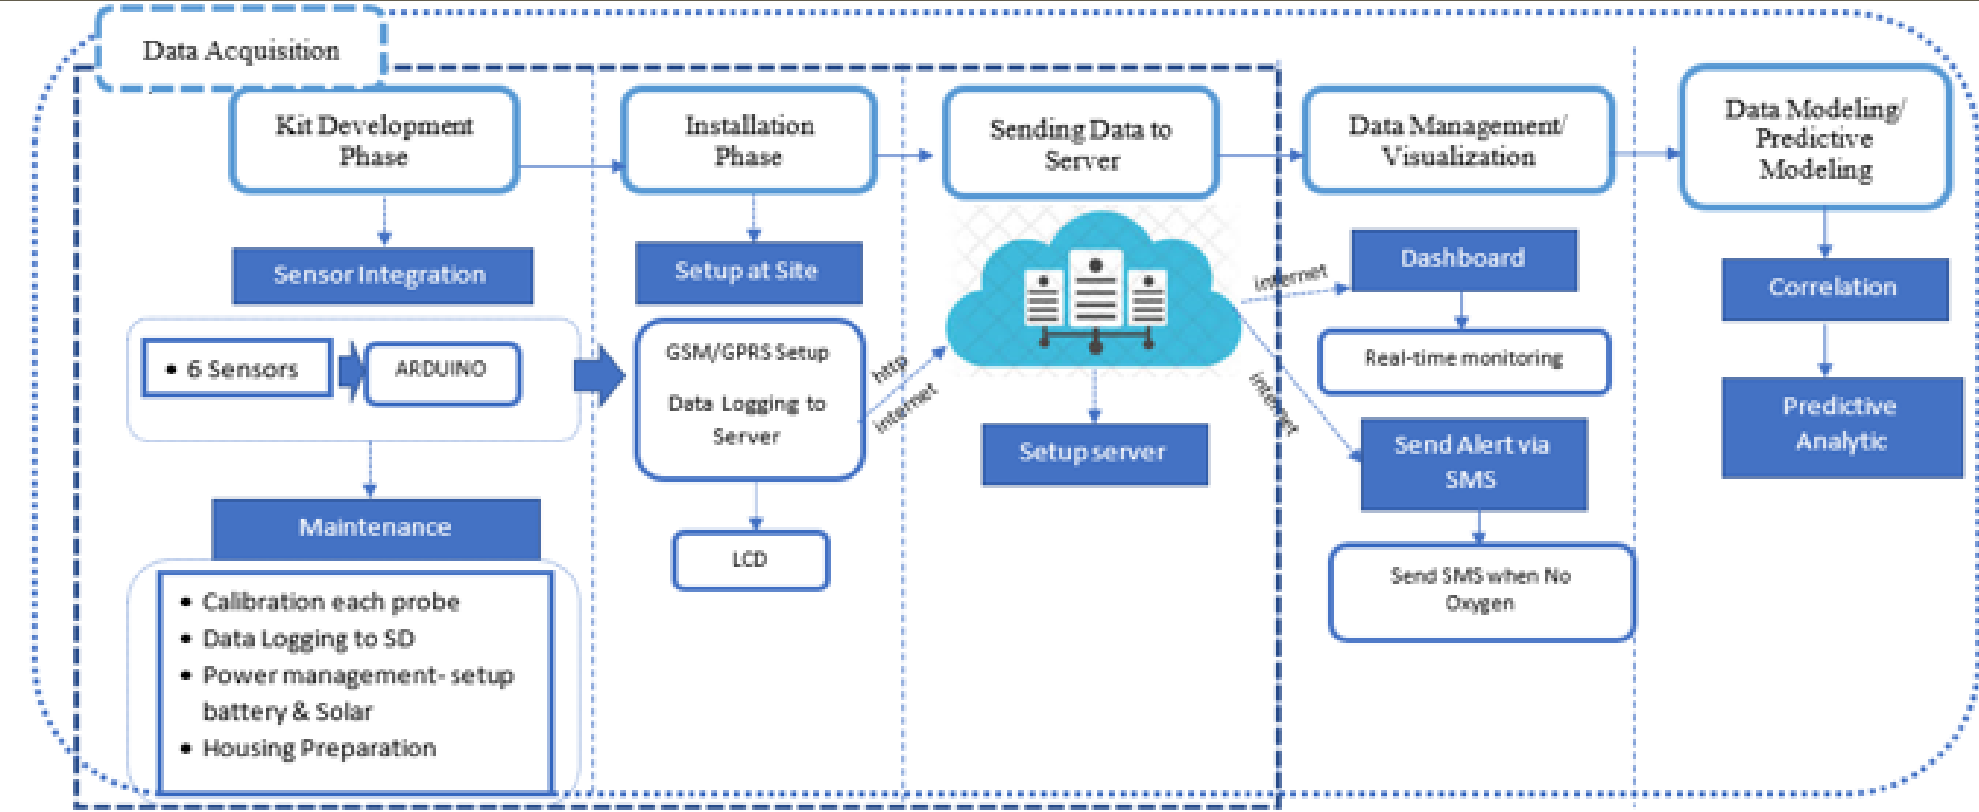 Data Acquisition
Kit Development
Phase
Installation
Phase
Sending Data to
Server
Data Management/
Visualization
Data Modeling/
Predictive
Modeling
Sensor Integration
• 6 Sensors
ARDUINO
Maintenance
• Calibration each probe
• Data Logging to SD
• Power management- setup
battery & Solar
• Housing Preparation
Setup at Site
GSM/GPRS Setup
Data Logging to
Server
LCD
http
internet
Setup server
internet
internet
Dashboard
Real-time monitoring
Send Alert via
SMS
Send SMS when No
Oxygen
Correlation
Predictive
Analytic